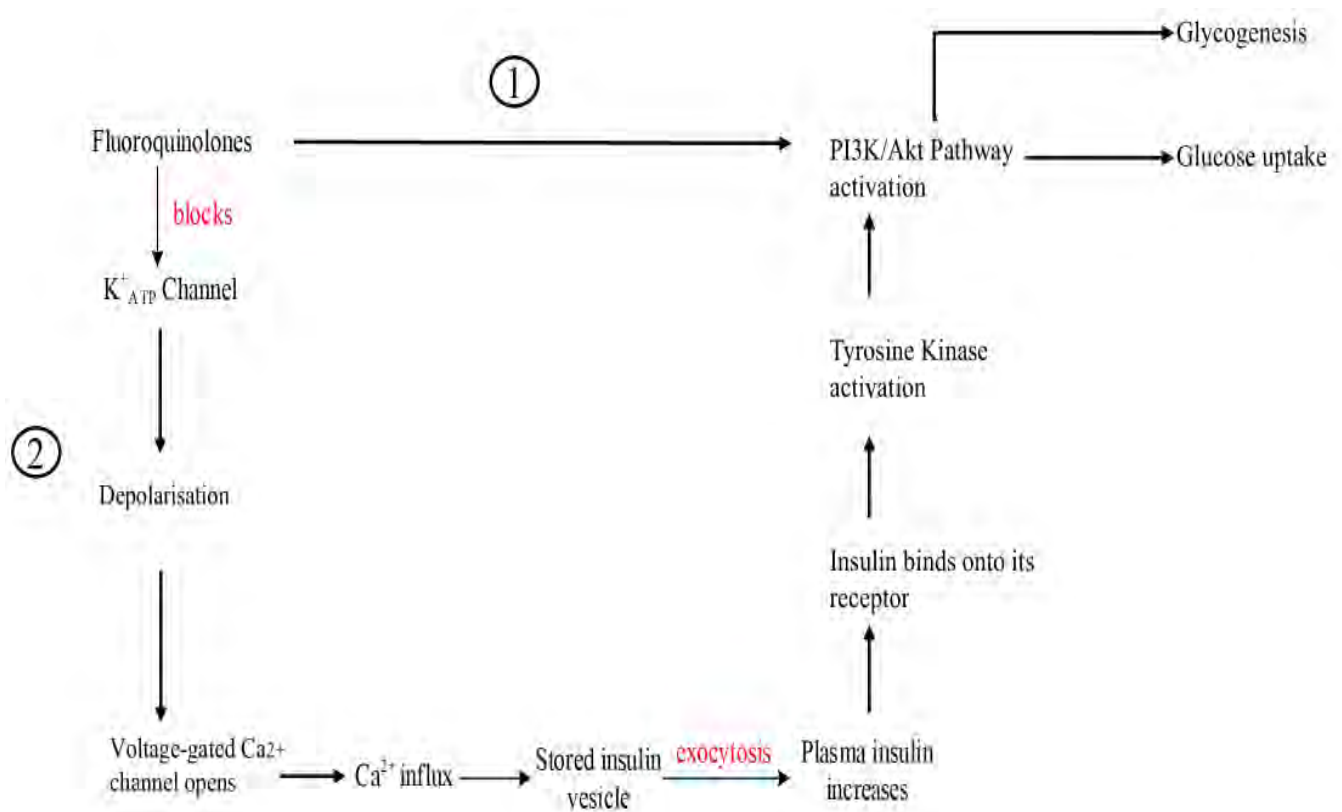 Glycogenesis
1
Fluoroquinolones
PI3K/Akt Pathway
activation
Glucose uptake
blocks
K⁺ATP Channel
Tyrosine Kinase
activation
2
Depolarisation
Insulin binds onto its
receptor
Voltage-gated Ca2+
channel opens
Ca²⁺ influx
Stored insulin
vesicle
exocytosis
Plasma insulin
increases